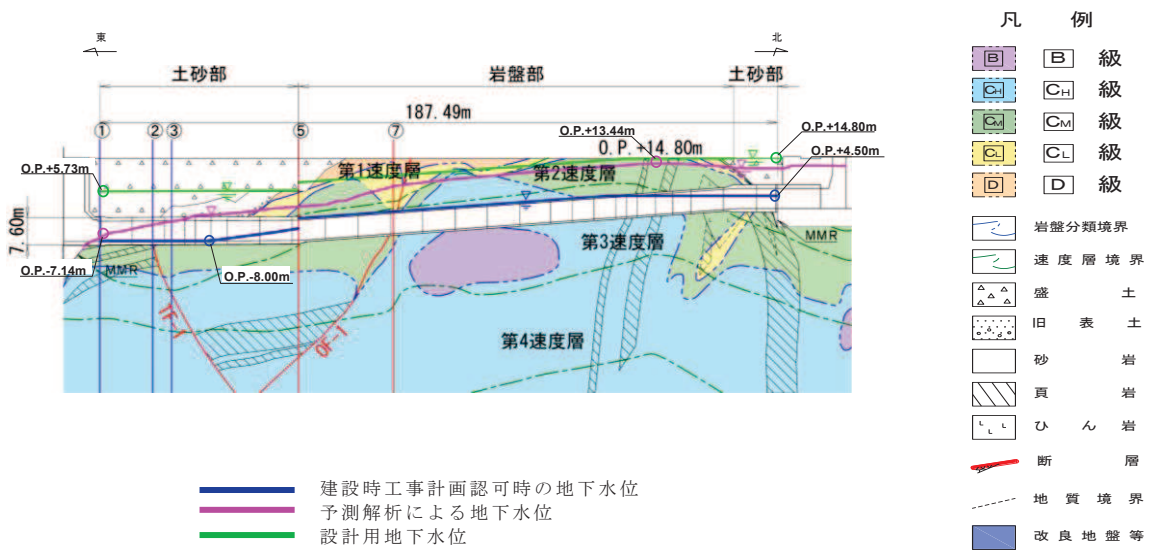 東
北
土砂部
岩盤部
土砂部
187.49m
①
②
③
⑤
⑦
O.P.+13.44m
O.P.+14.80m
O.P.+14.80m
O.P.+4.50m
O.P.+5.73m
第1速度層
第2速度層
7.60m
第3速度層
MMR
MMR
O.P.-7.14m
O.P.-8.00m
TF-1
OF-1
第4速度層
建設時工事計画認可時の地下水位
予測解析による地下水位
設計用地下水位
凡 例
B B 級
CH CH 級
CM CM 級
CL CL 級
D D 級
岩盤分類境界
速度層境界
盛 土
旧 表 土
砂 岩
頁 岩
ひ ん 岩
断 層
地質境界
改良地盤等